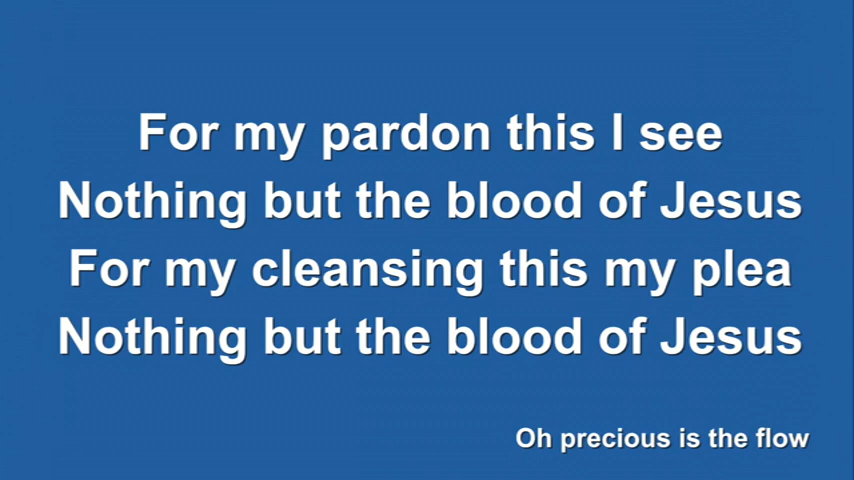 For my pardon this I see
Nothing but the blood of Jesus
For my cleansing this my plea
Nothing but the blood of Jesus
Oh precious is the flow